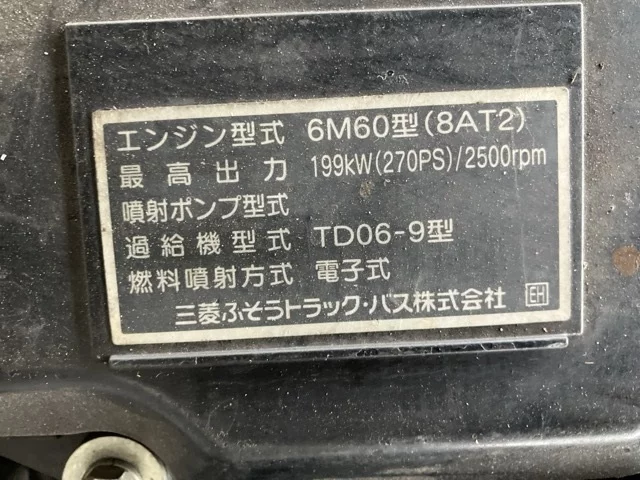 エンジン型式 6M60型(8AT2)
最高出力 199kW(270PS)/2500rpm
噴射ポンプ型式
過給機型式 TD06-9型
燃料噴射方式 電子式
三菱ふそうトラック・バス株式会社 EH